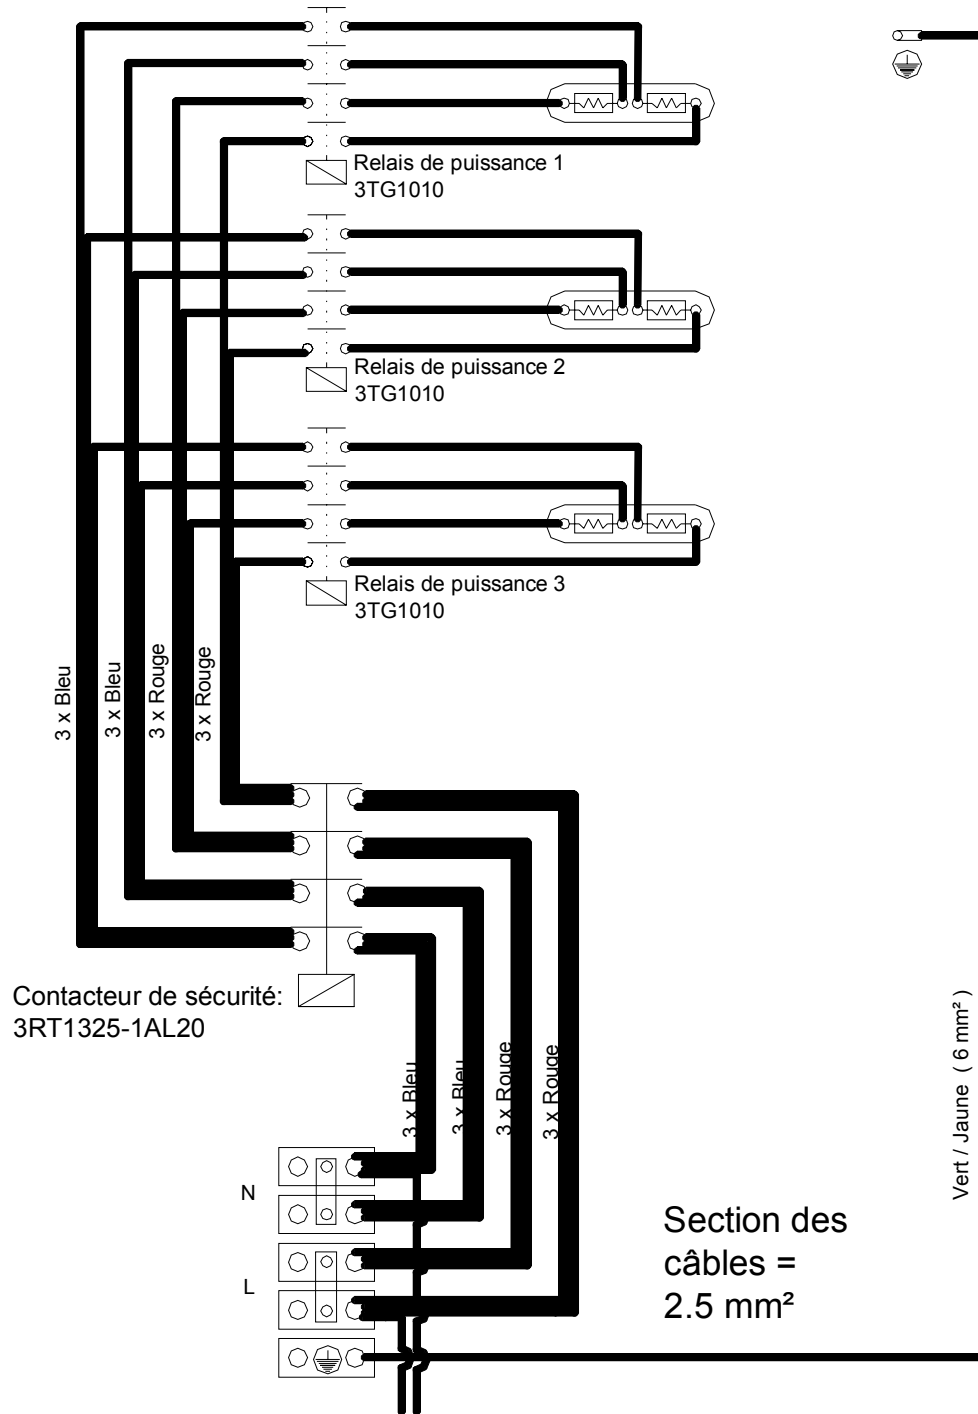 Relais de puissance 1
3TG1010
Relais de puissance 2
3TG1010
Relais de puissance 3
3TG1010
3 x Bleu
3 x Bleu
3 x Rouge
3 x Rouge
Contacteur de sécurité:
3RT1325-1AL20
3 x Bleu
3 x Bleu
3 x Rouge
3 x Rouge
Vert / Jaune ( 6 mm² )
N
L
Section des
câbles =
2.5 mm²